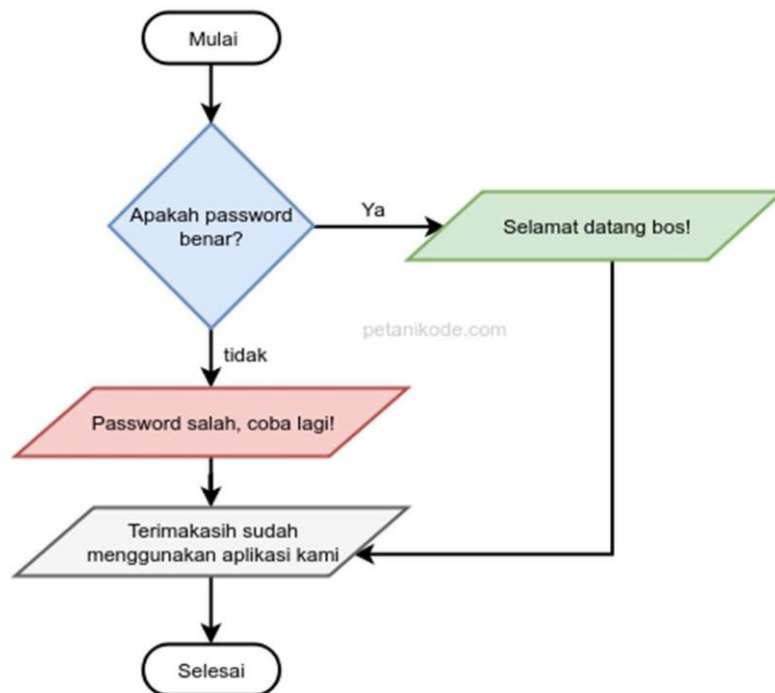 Mulai
Apakah password
benar?
Ya
Selamat datang bos!
petanikode.com
tidak
Password salah, coba lagi!
Terimakasih sudah
menggunakan aplikasi kami
Selesai